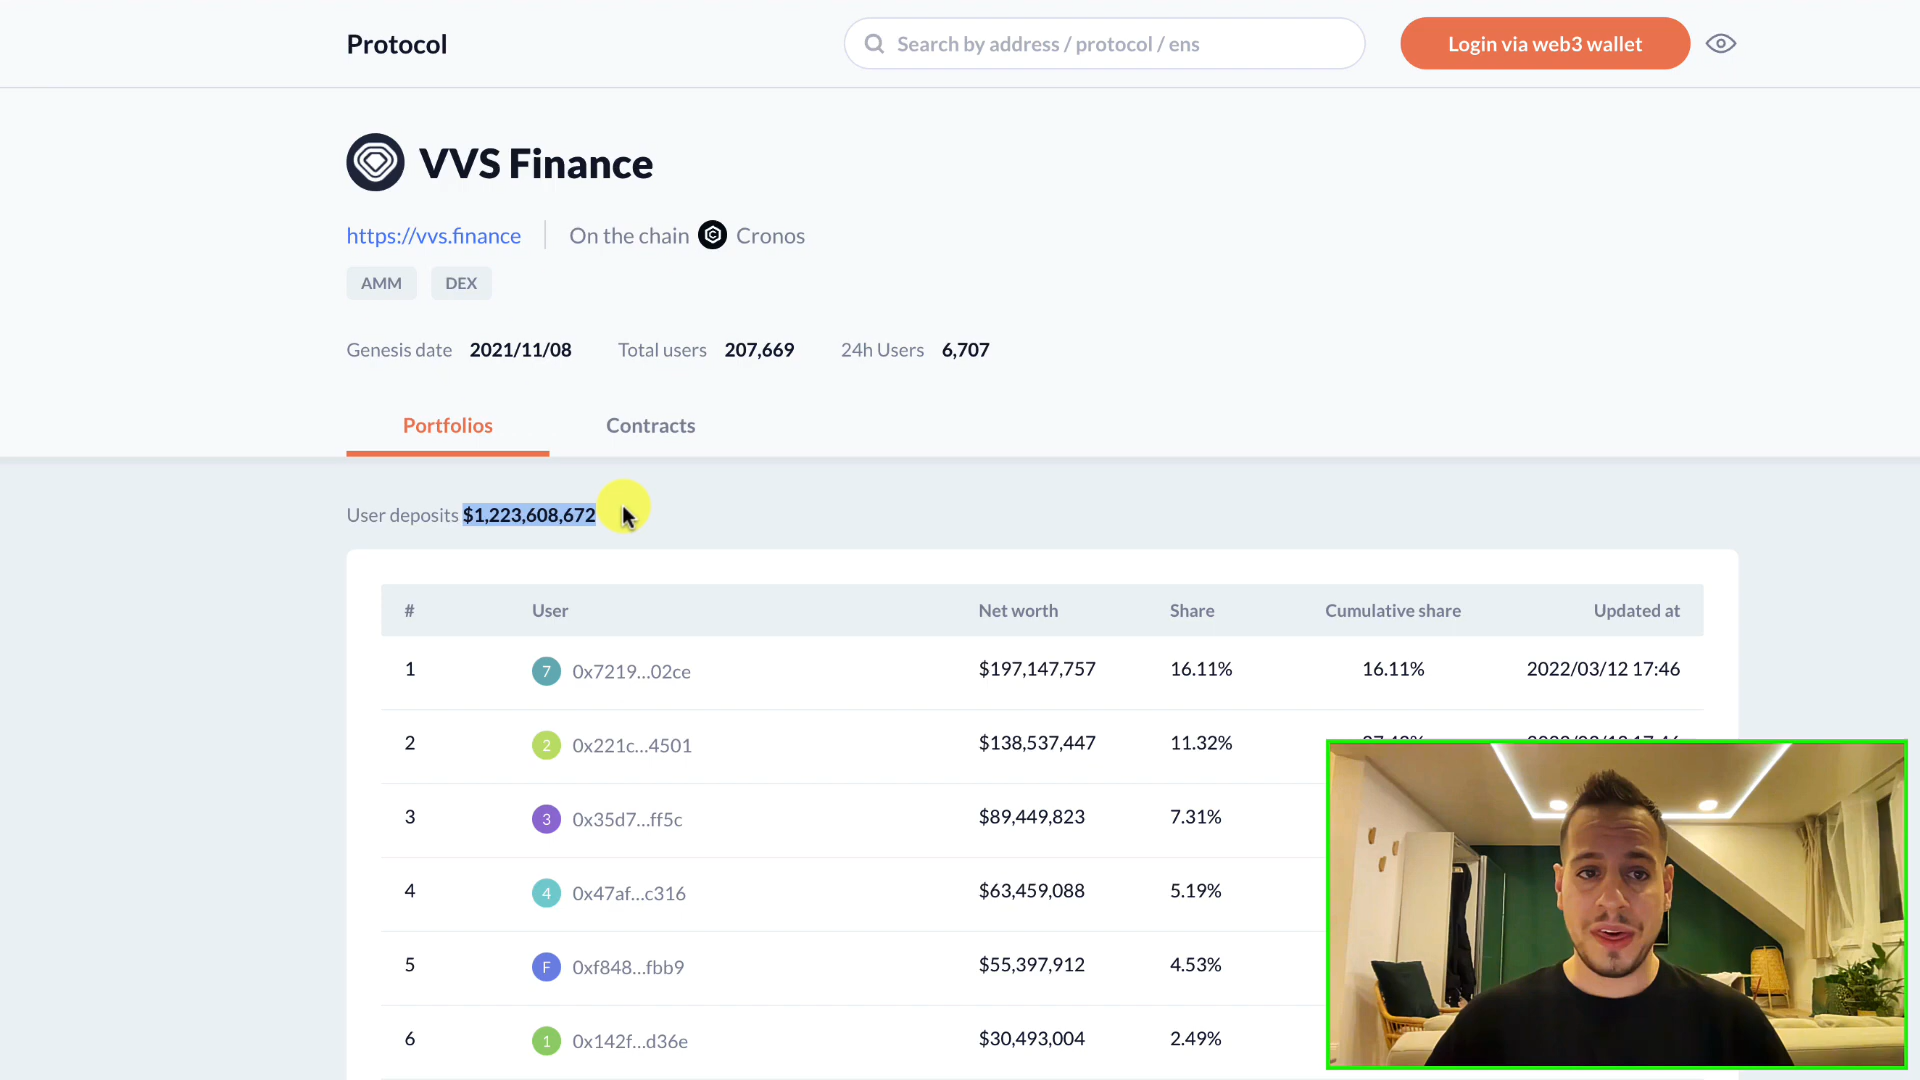 Protocol
Search by address / protocol / ens
Login via web3 wallet
VVS Finance
https://vvs.finance
On the chain Cronos
AMM DEX
Genesis date 2021/11/08 Total users 207,669 24h Users 6,707
Portfolios Contracts
User deposits $1,223,608,672
# User Net worth Share Cumulative share Updated at
1 7 0x7219...02ce $197,147,757 16.11% 16.11% 2022/03/12 17:46
2 2 0x221c...4501 $138,537,447 11.32%
3 3 0x35d7...ff5c $89,449,823 7.31%
4 4 0x47af...c316 $63,459,088 5.19%
5 F 0xf848...fbb9 $55,397,912 4.53%
6 1 0x142f...d36e $30,493,004 2.49%